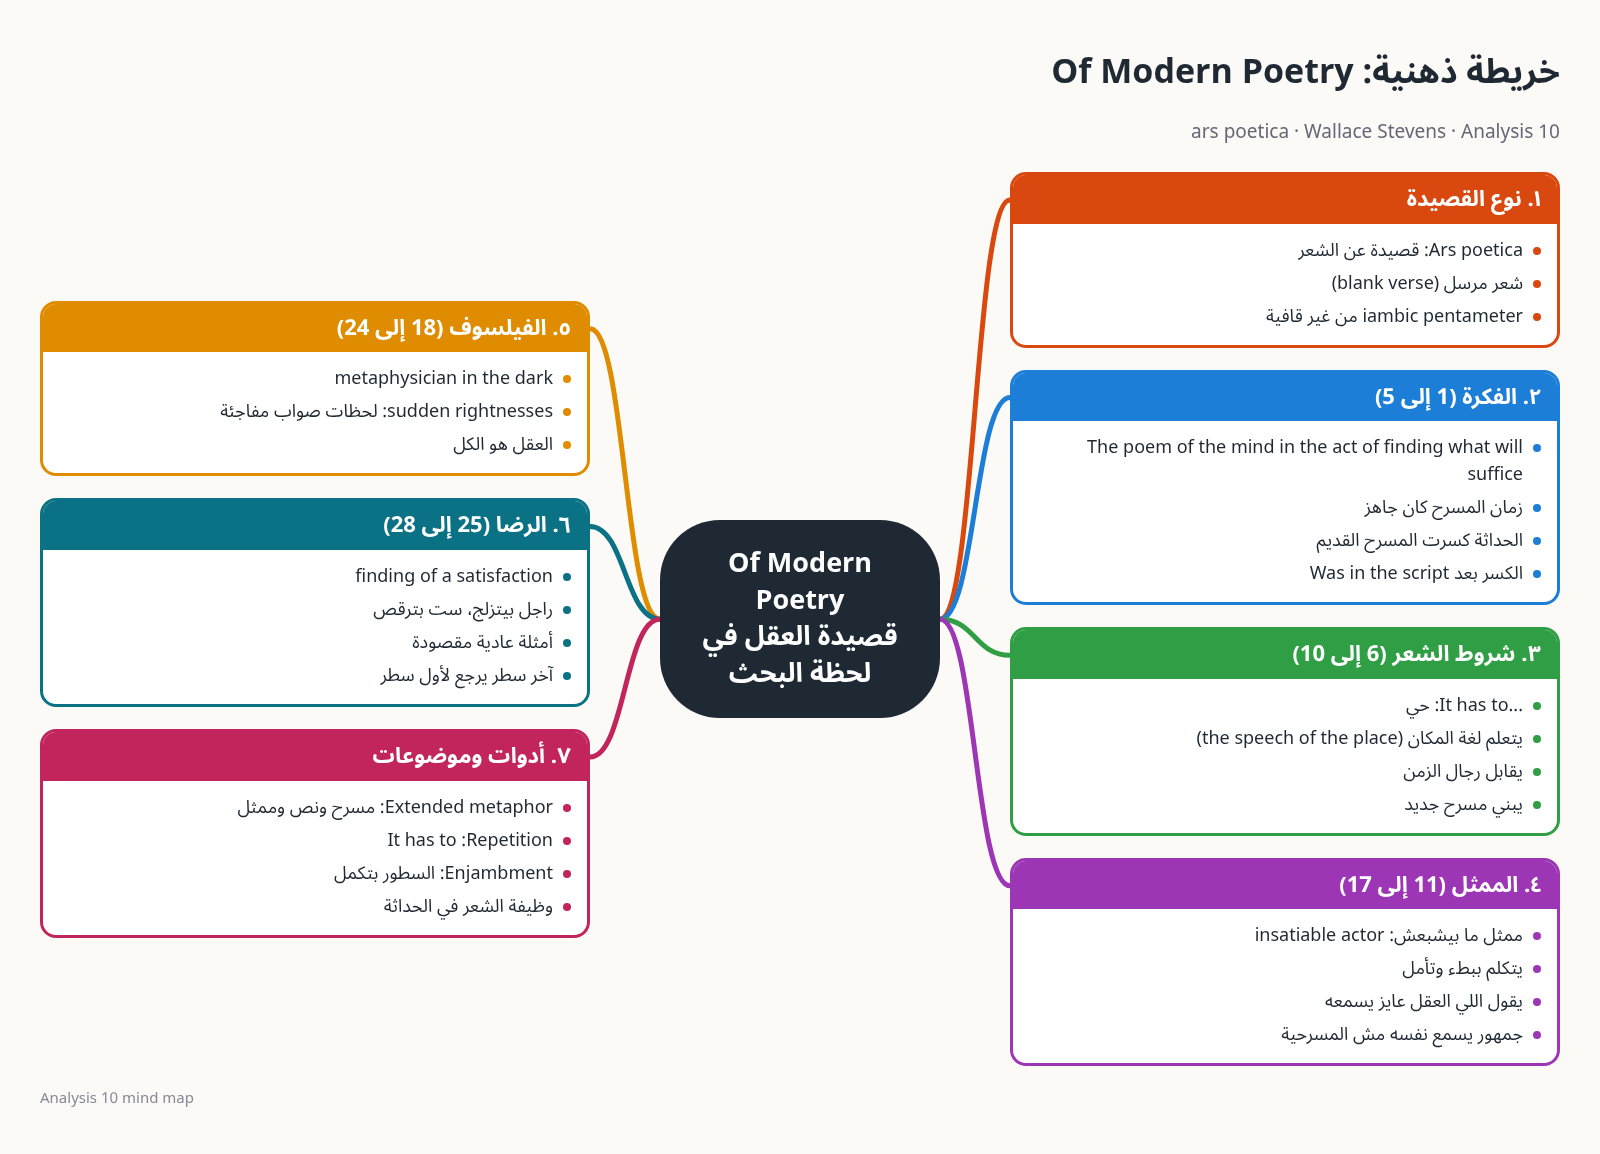 خريطة ذهنية: Of Modern Poetry
ars poetica · Wallace Stevens · Analysis 10
١. نوع القصيدة
Ars poetica: قصيدة عن الشعر
شعر مرسل (blank verse)
iambic pentameter من غير قافية
٢. الفكرة (1 إلى 5)
The poem of the mind in the act of finding what will
suffice
زمان المسرح كان جاهز
الحداثة كسرت المسرح القديم
الكسر بعد Was in the script
٣. شروط الشعر (6 إلى 10)
It has to...: حي
يتعلم لغة المكان (the speech of the place)
يقابل رجال الزمن
يبني مسرح جديد
٤. الممثل (11 إلى 17)
ممثل ما بيشبعش: insatiable actor
يتكلم ببطء وتأمل
يقول اللي العقل عايز يسمعه
جمهور يسمع نفسه مش المسرحية
Of Modern
Poetry
قصيدة العقل في
لحظة البحث
٥. الفيلسوف (18 إلى 24)
metaphysician in the dark
sudden rightnesses: لحظات صواب مفاجئة
العقل هو الكل
٦. الرضا (25 إلى 28)
finding of a satisfaction
راجل بيتزلج، ست بترقص
أمثلة عادية مقصودة
آخر سطر يرجع لأول سطر
٧. أدوات وموضوعات
Extended metaphor: مسرح ونص وممثل
Repetition: It has to
Enjambment: السطور بتكمل
وظيفة الشعر في الحداثة
Analysis 10 mind map